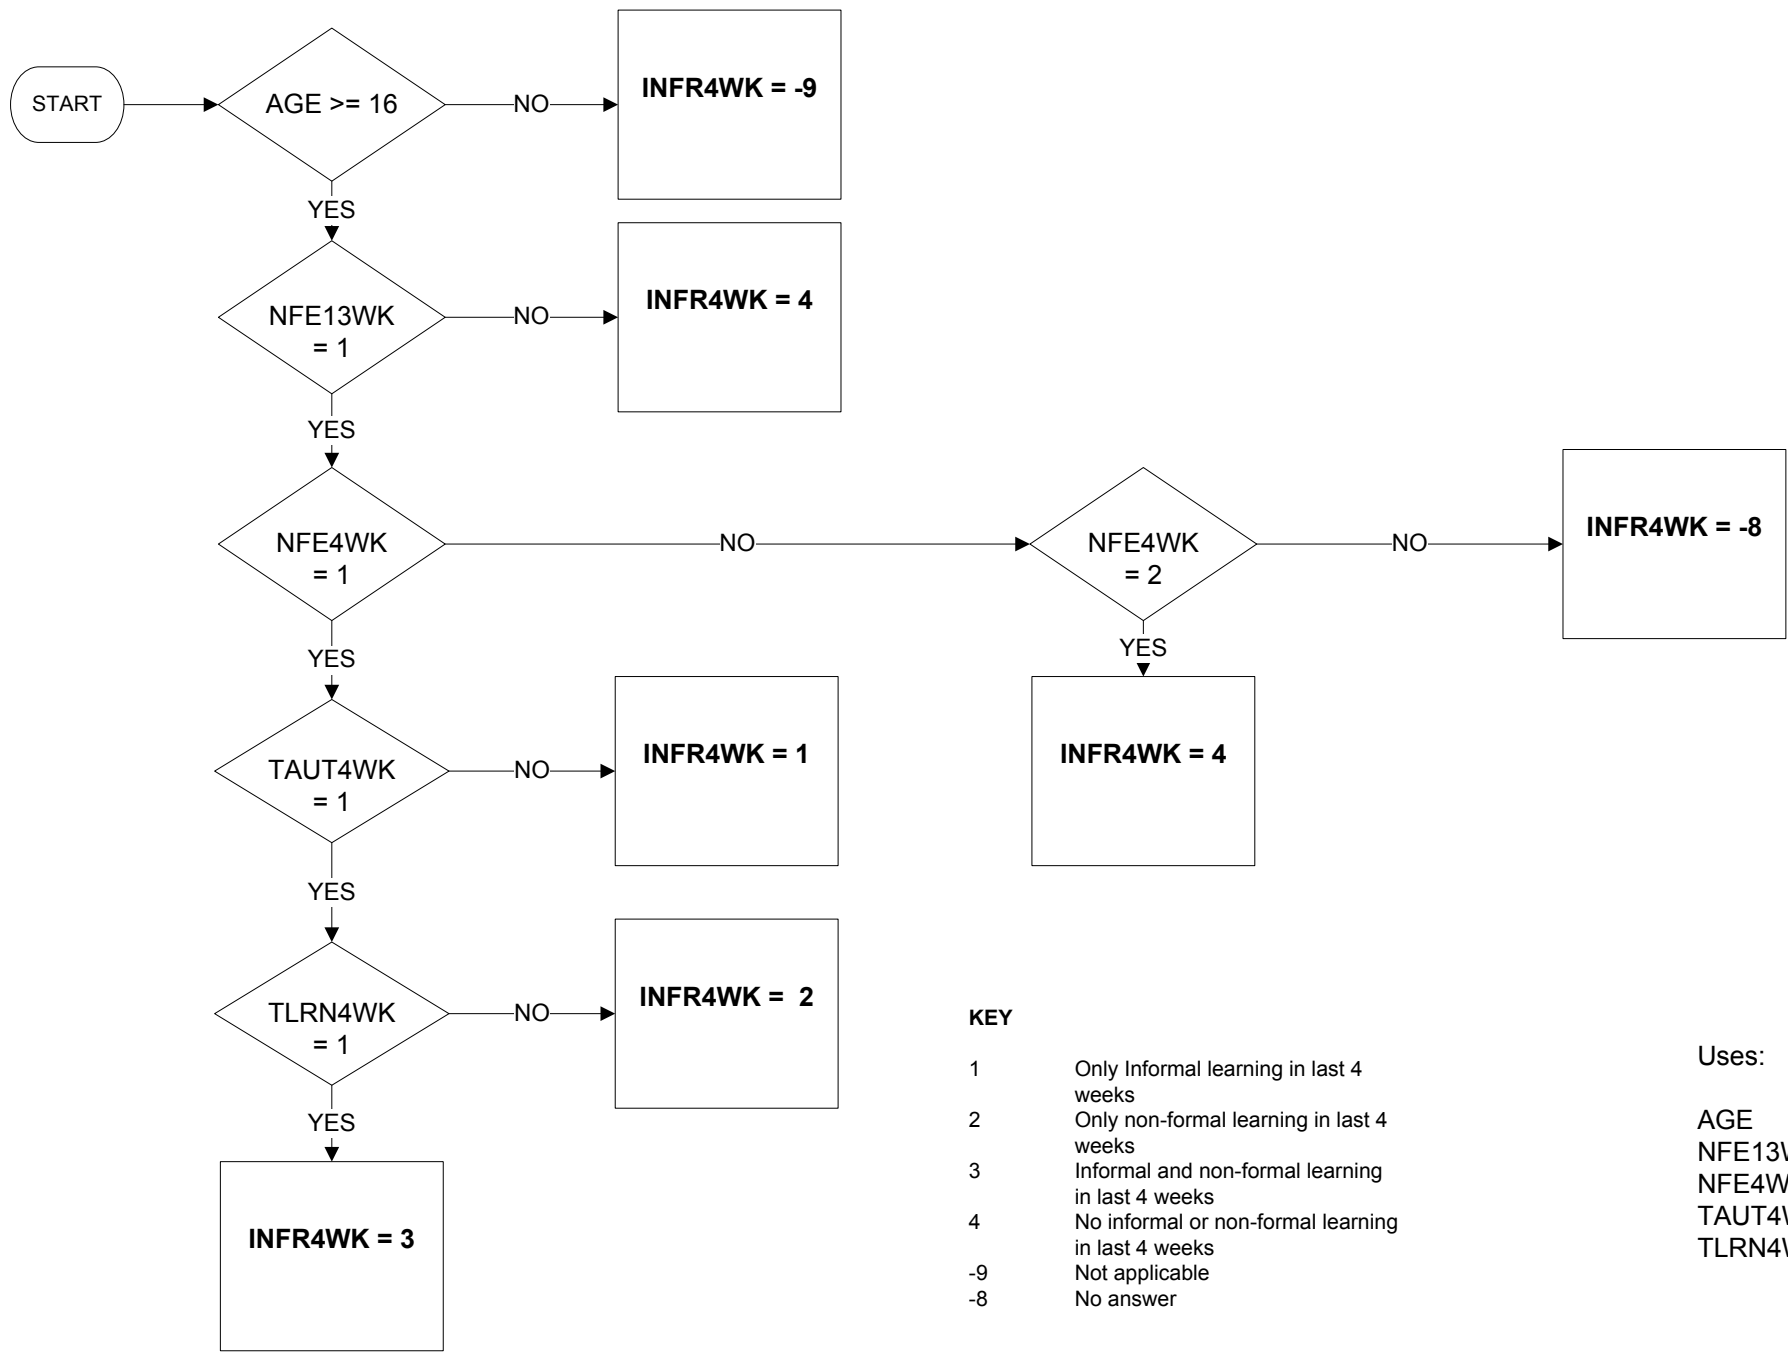 START
AGE >= 16
NO
INFR4WK = -9
YES
NFE13WK
= 1
NO
INFR4WK = 4
YES
NFE4WK
= 1
NO
NFE4WK
= 2
NO
INFR4WK = -8
YES
YES
INFR4WK = 4
TAUT4WK
= 1
NO
INFR4WK = 1
YES
TLRN4WK
= 1
NO
INFR4WK = 2
YES
INFR4WK = 3
KEY
1 Only Informal learning in last 4
weeks
2 Only non-formal learning in last 4
weeks
3 Informal and non-formal learning
in last 4 weeks
4 No informal or non-formal learning
in last 4 weeks
-9 Not applicable
-8 No answer
Uses:
AGE